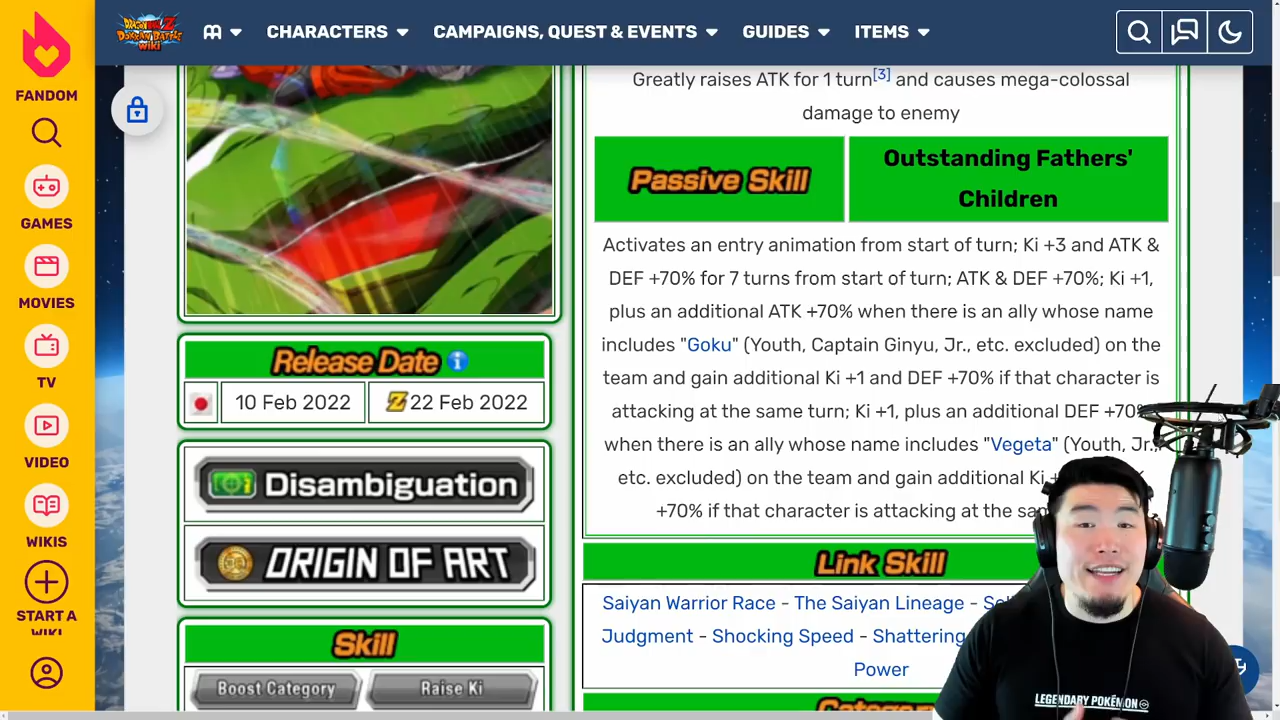 DRAGON BALL Z
DOKKAN BATTLE
WIKI
CHARACTERS
CAMPAIGNS, QUEST & EVENTS
GUIDES
ITEMS
FANDOM
GAMES
MOVIES
TV
VIDEO
WIKIS
START A
WIKI
Greatly raises ATK for 1 turn[3] and causes mega-colossal
damage to enemy
Passive Skill
Outstanding Fathers'
Children
Activates an entry animation from start of turn; Ki +3 and ATK &
DEF +70% for 7 turns from start of turn; ATK & DEF +70%; Ki +1,
plus an additional ATK +70% when there is an ally whose name
includes "Goku" (Youth, Captain Ginyu, Jr., etc. excluded) on the
team and gain additional Ki +1 and DEF +70% if that character is
attacking at the same turn; Ki +1, plus an additional DEF +70%
when there is an ally whose name includes "Vegeta" (Youth, Jr.,
etc. excluded) on the team and gain additional Ki
+70% if that character is attacking at the
Link Skill
Saiyan Warrior Race - The Saiyan Lineage -
Judgment - Shocking Speed - Shattering
Power
Category
Release Date
10 Feb 2022
Z 22 Feb 2022
Disambiguation
ORIGIN OF ART
Skill
Boost Category
Raise Ki
LEGENDARY POKÉMON